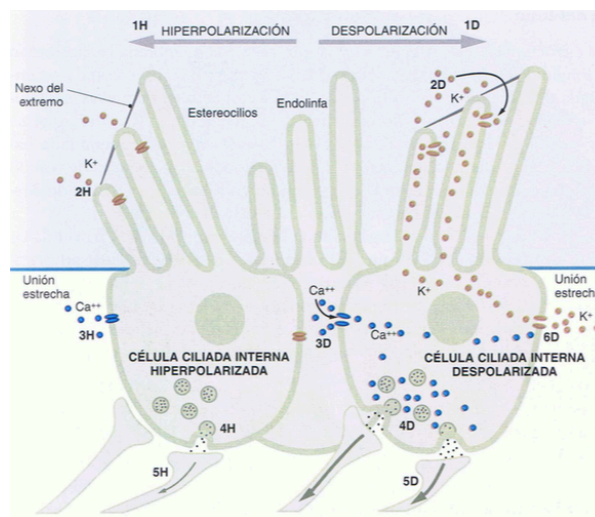 1H
HIPERPOLARIZACIÓN
DESPOLARIZACIÓN
1D
Nexo del
extremo
Estereocilios
Endolinfa
2D
K⁺
K⁺
2H
Unión
estrecha
Ca⁺⁺
3H
Ca⁺⁺
3D
Ca⁺⁺
K⁺
Unión
estrech
K⁺
6D
CÉLULA CILIADA INTERNA
HIPERPOLARIZADA
CÉLULA CILIADA INTERNA
DESPOLARIZADA
4H
4D
5H
5D